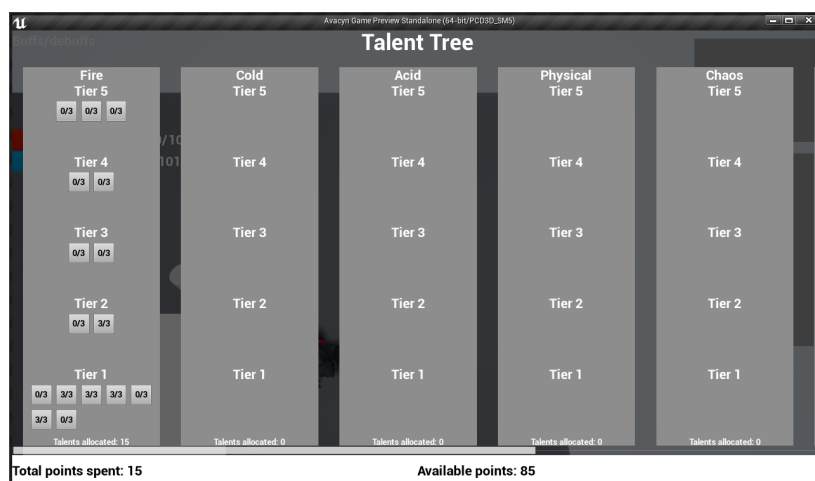 Avacyn Game Preview Standalone (64-bit/PCD3D_SM5)
Buffs/debuffs
Talent Tree
Fire
Tier 5
0/3 0/3 0/3
Tier 4
0/3 0/3
Tier 3
0/3 0/3
Tier 2
0/3 3/3
Tier 1
0/3 3/3 3/3 3/3 0/3
3/3 0/3
Talents allocated: 15
Cold
Tier 5
Tier 4
Tier 3
Tier 2
Tier 1
Talents allocated: 0
Acid
Tier 5
Tier 4
Tier 3
Tier 2
Tier 1
Talents allocated: 0
Physical
Tier 5
Tier 4
Tier 3
Tier 2
Tier 1
Talents allocated: 0
Chaos
Tier 5
Tier 4
Tier 3
Tier 2
Tier 1
Talents allocated: 0
Total points spent: 15
Available points: 85